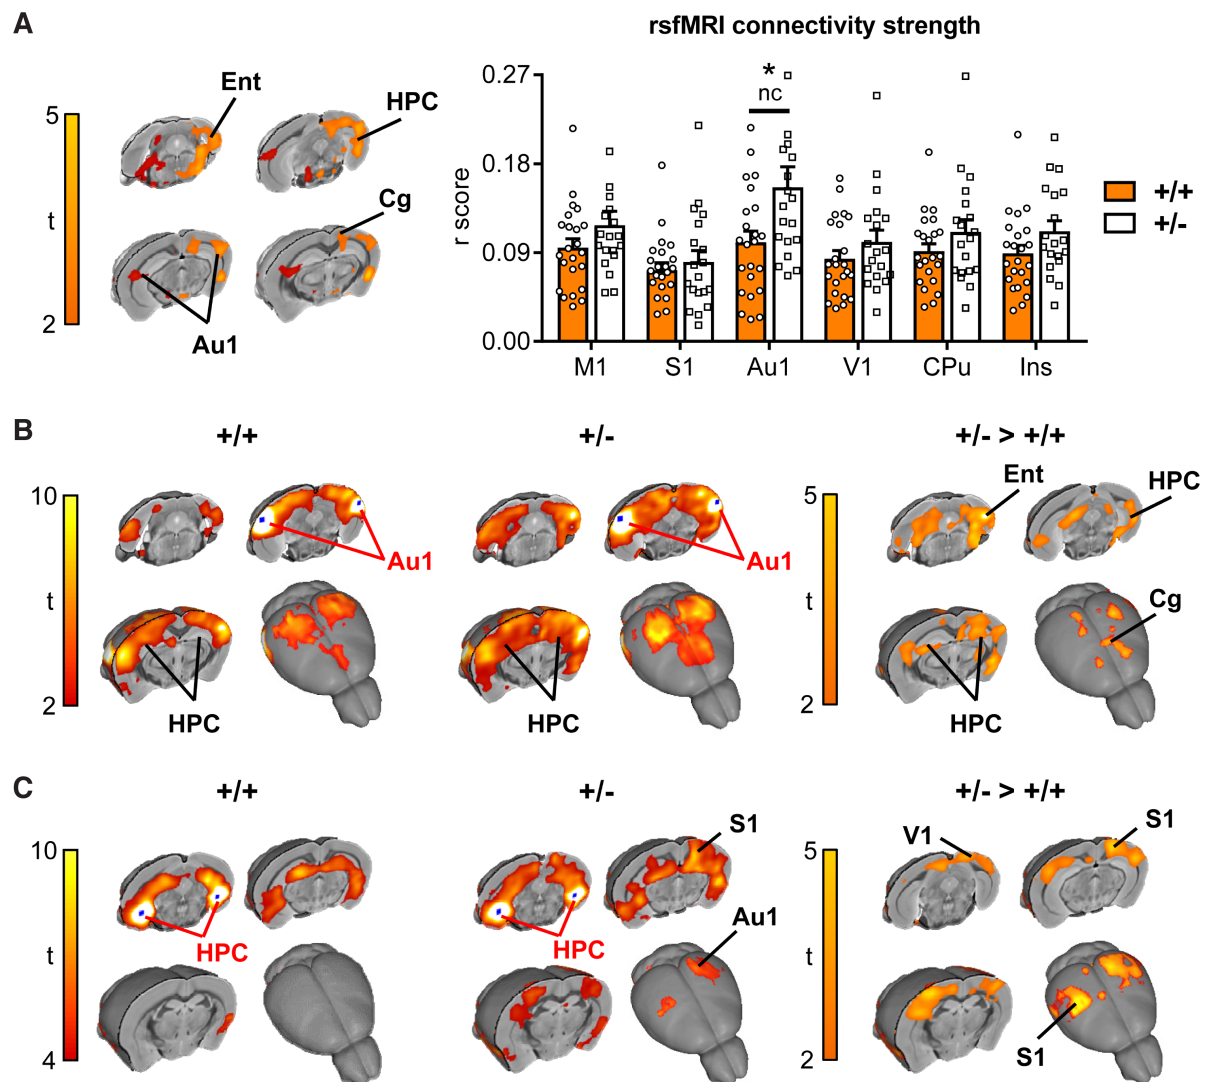 A
rsfMRI connectivity strength
Ent
HPC
5
t
2
Cg
Au1
r score
0.27
0.18
0.09
0.00
*
nc
M1 S1 Au1 V1 CPu Ins
+/+
+/-
B
+/+ +/- +/- > +/+
10
t
2
Au1
HPC
Au1
HPC
5
t
2
Ent
HPC
Cg
HPC
C
+/+ +/- +/- > +/+
10
t
4
HPC
S1
HPC
Au1
5
t
2
V1
S1
S1